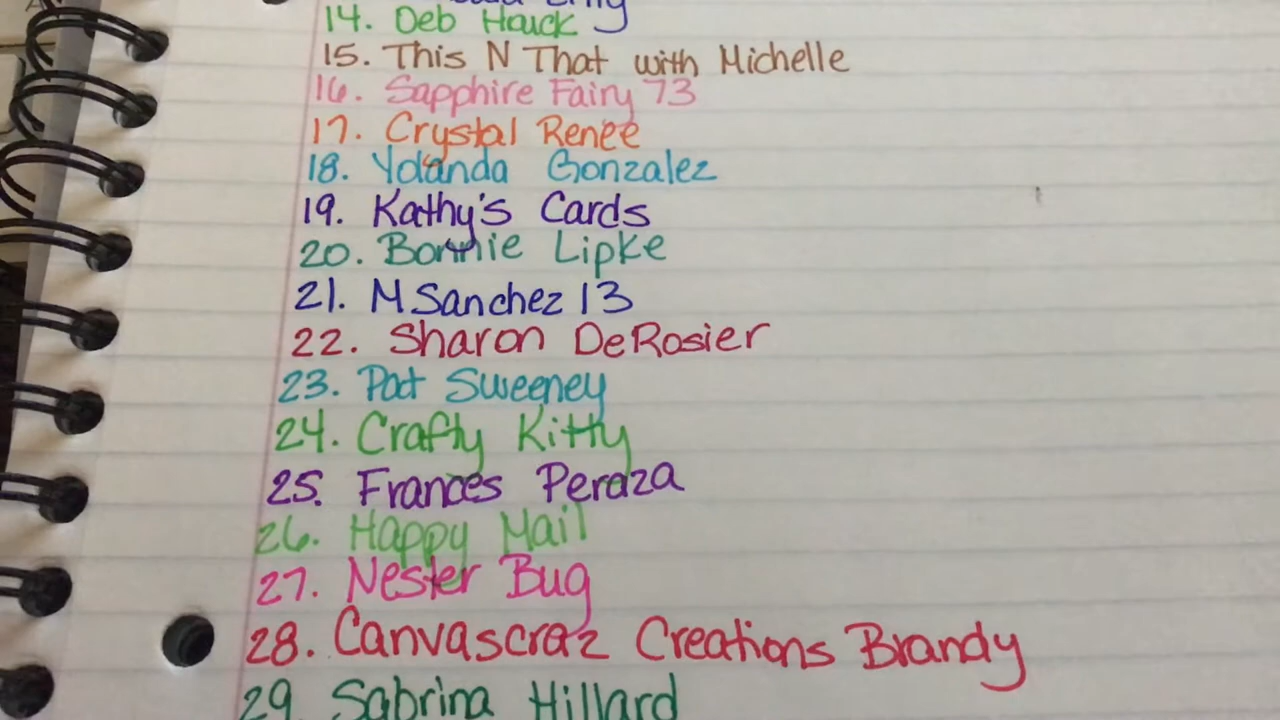 14. Deb Hauck
15. This N That with Michelle
16. Sapphire Fairy 73
17. Crystal Renee
18. Yolanda Gonzalez
19. Kathy's Cards
20. Bonnie Lipke
21. M Sanchez 13
22. Sharon DeRosier
23. Pat Sweeney
24. Crafty Kitty
25. Frances Peraza
26. Happy Mail
27. Nester Bug
28. Canvascraz Creations Brandy
29. Sabrina Hillard